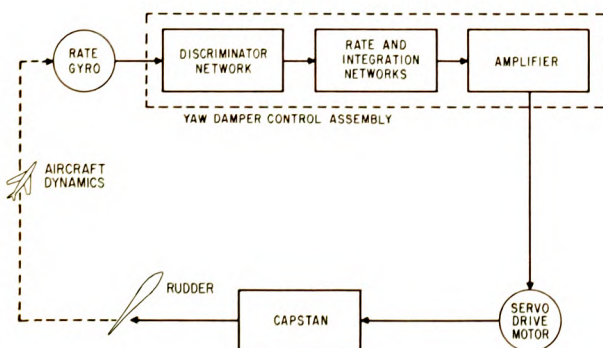 RATE
GYRO
DISCRIMINATOR
NETWORK
RATE AND
INTEGRATION
NETWORKS
AMPLIFIER
YAW DAMPER CONTROL ASSEMBLY
AIRCRAFT
DYNAMICS
RUDDER
CAPSTAN
SERVO
DRIVE
MOTOR